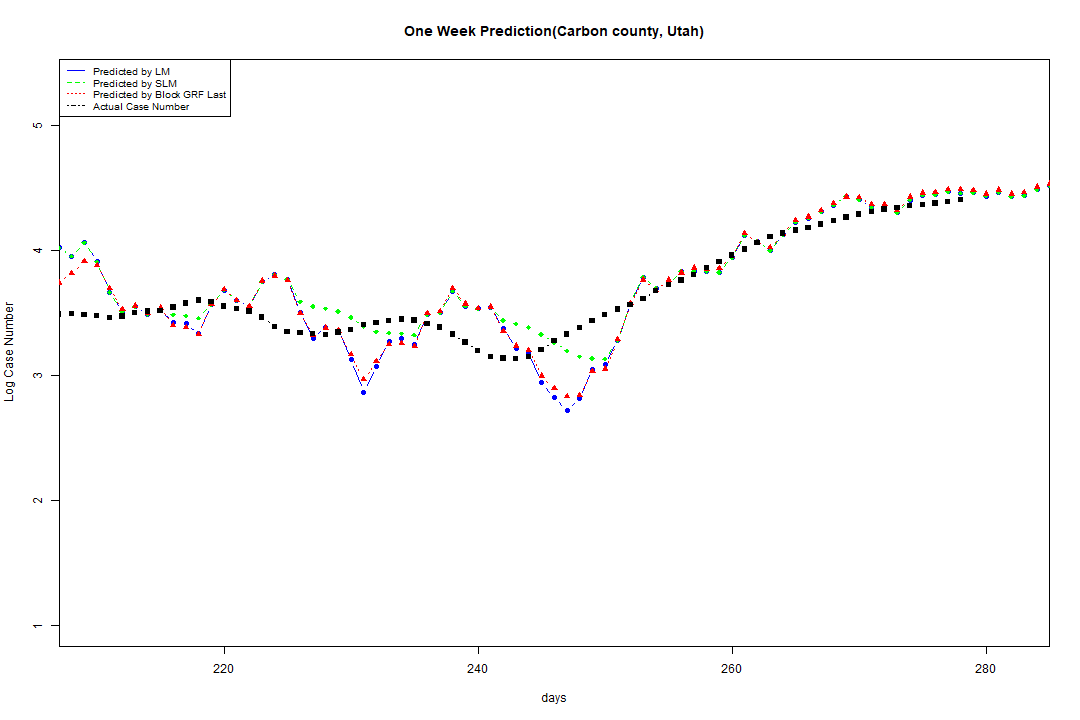 One Week Prediction(Carbon county, Utah)
Predicted by LM
Predicted by SLM
Predicted by Block GRF Last
Actual Case Number
5
4
3
2
1
Log Case Number
220 240 260 280
days